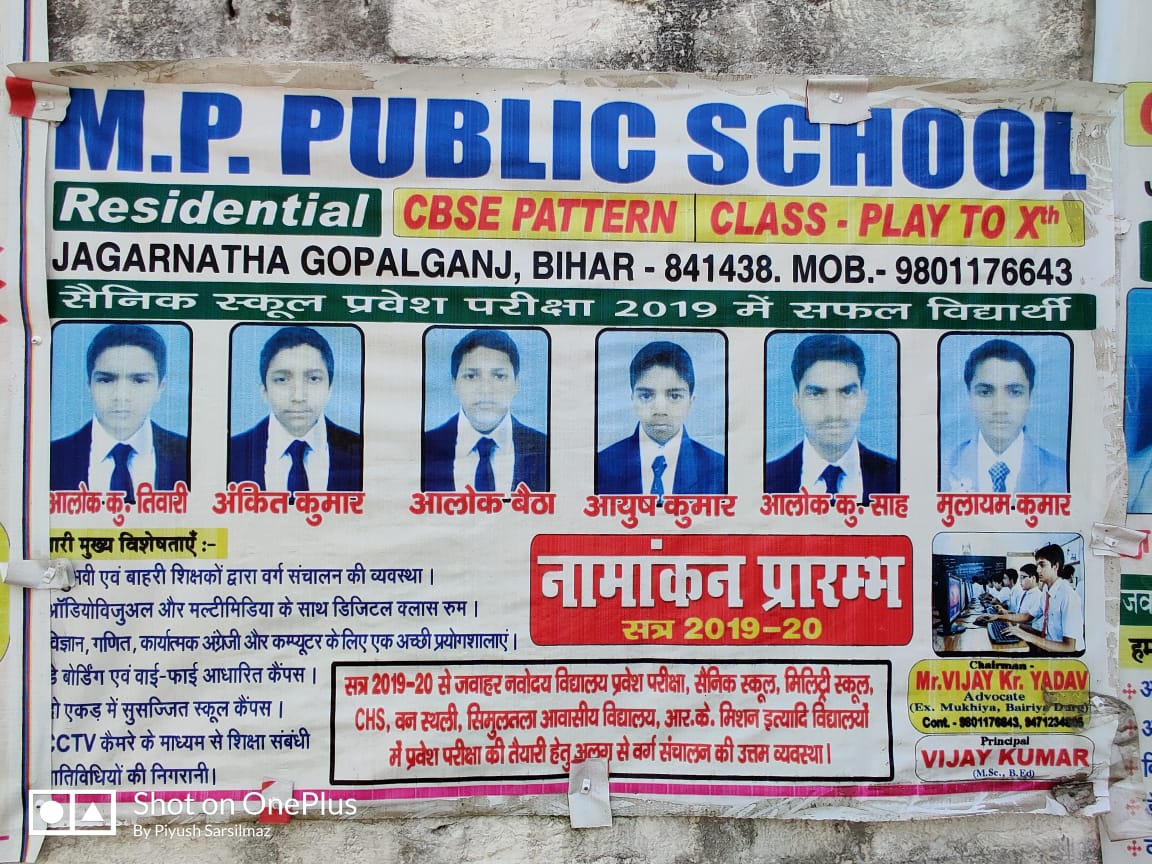 M.P. PUBLIC SCHOOL
Residential CBSE PATTERN CLASS - PLAY TO Xth
JAGARNATHA GOPALGANJ, BIHAR - 841438. MOB.- 9801176643
सैनिक स्कूल प्रवेश परीक्षा 2019 में सफल विद्यार्थी
आलोक कु. तिवारी अंकित कुमार आलोक बैठा आयुष कुमार आलोक कु. साह मुलायम कुमार
मुख्य विशेषताएँ :-
एवं बाहरी शिक्षकों द्वारा वर्ग संचालन की व्यवस्था।
ऑडियोविजुअल और मल्टीमिडिया के साथ डिजिटल क्लास रुम।
विज्ञान, गणित, कार्यात्मक अंग्रेजी और कम्प्यूटर के लिए एक अच्छी प्रयोगशालाएं।
डे बोर्डिंग एवं वाई-फाई आधारित कैंपस।
एकड़ में सुसज्जित स्कूल कैंपस।
CCTV कैमरे के माध्यम से शिक्षा संबंधी
गतिविधियों की निगरानी।
नामांकन प्रारम्भ
सत्र 2019-20
सत्र 2019-20 से जवाहर नवोदय विद्यालय प्रवेश परीक्षा, सैनिक स्कूल, मिलिट्री स्कूल,
CHS, वन स्थली, सिमुलतला आवासीय विद्यालय, आर.के. मिशन इत्यादि विद्यालयों
में प्रवेश परीक्षा की तैयारी हेतु अलग से वर्ग संचालन की उत्तम व्यवस्था।
Chairman -
Mr.VIJAY Kr. YADAV
Advocate
(Ex. Mukhiya, Bairiya Durg)
Cont. - 9801176643,
Principal
VIJAY KUMAR
(M.Sc., B.Ed)
Shot on OnePlus
By Piyush Sarsilmaz